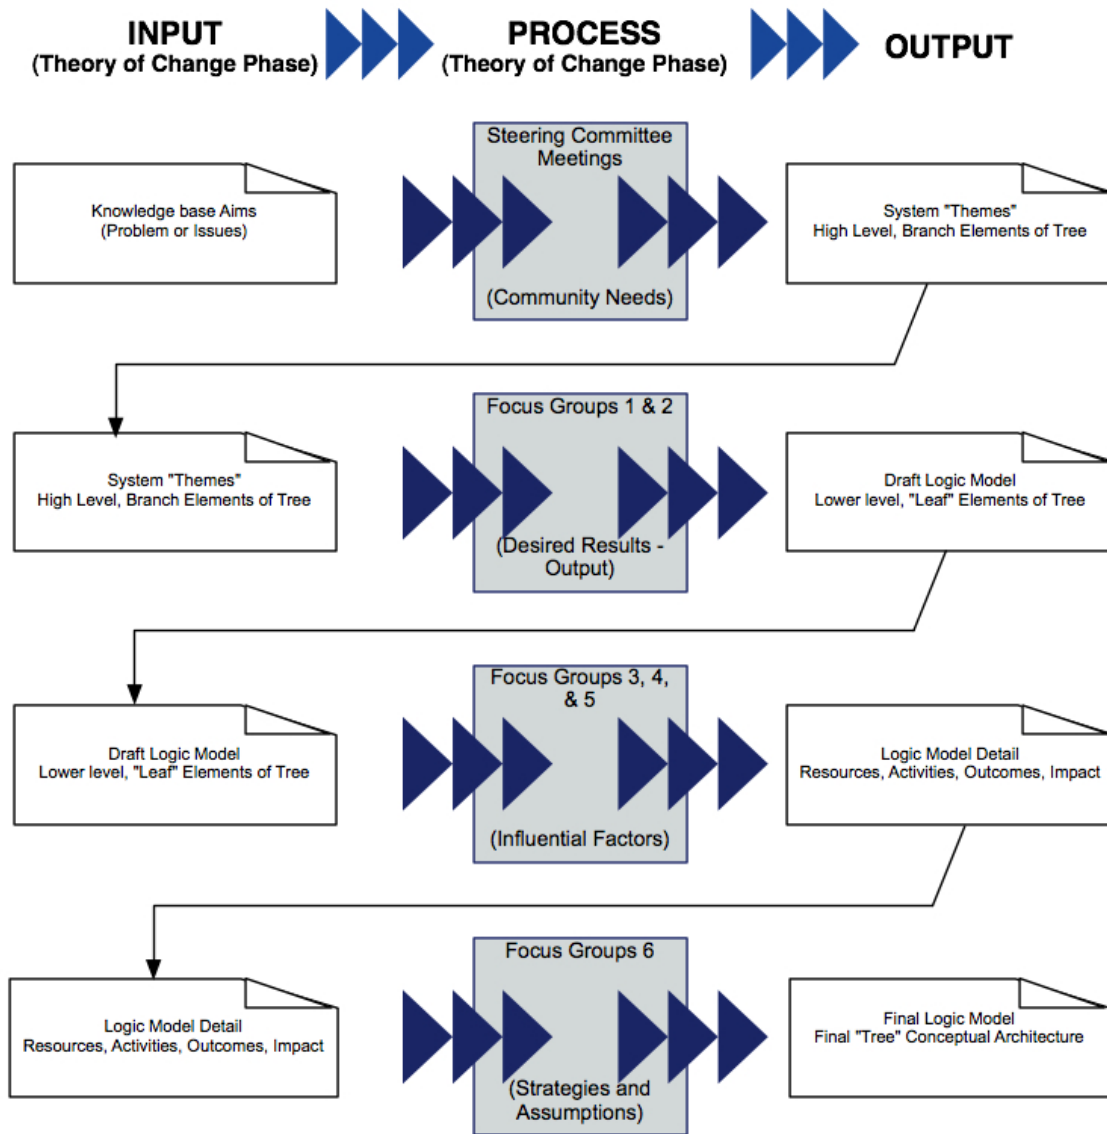 INPUT
(Theory of Change Phase)
PROCESS
(Theory of Change Phase)
OUTPUT
Knowledge base Aims
(Problem or Issues)
Steering Committee
Meetings
(Community Needs)
System "Themes"
High Level, Branch Elements of Tree
System "Themes"
High Level, Branch Elements of Tree
Focus Groups 1 & 2
(Desired Results -
Output)
Draft Logic Model
Lower level, "Leaf" Elements of Tree
Draft Logic Model
Lower level, "Leaf" Elements of Tree
Focus Groups 3, 4,
& 5
(Influential Factors)
Logic Model Detail
Resources, Activities, Outcomes, Impact
Logic Model Detail
Resources, Activities, Outcomes, Impact
Focus Groups 6
(Strategies and
Assumptions)
Final Logic Model
Final "Tree" Conceptual Architecture